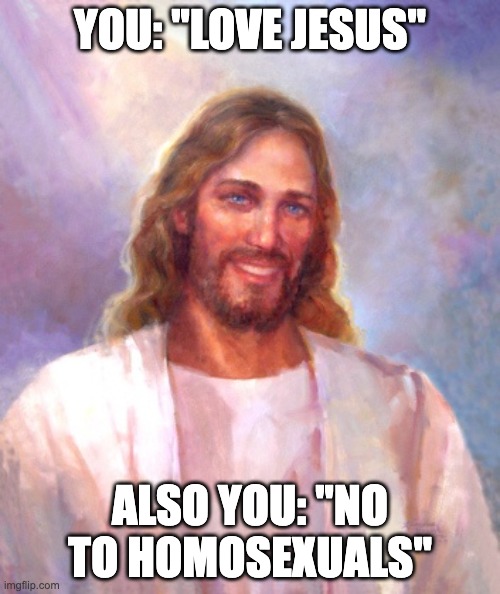 YOU: "LOVE JESUS"
ALSO YOU: "NO
TO HOMOSEXUALS"
imgflip.com